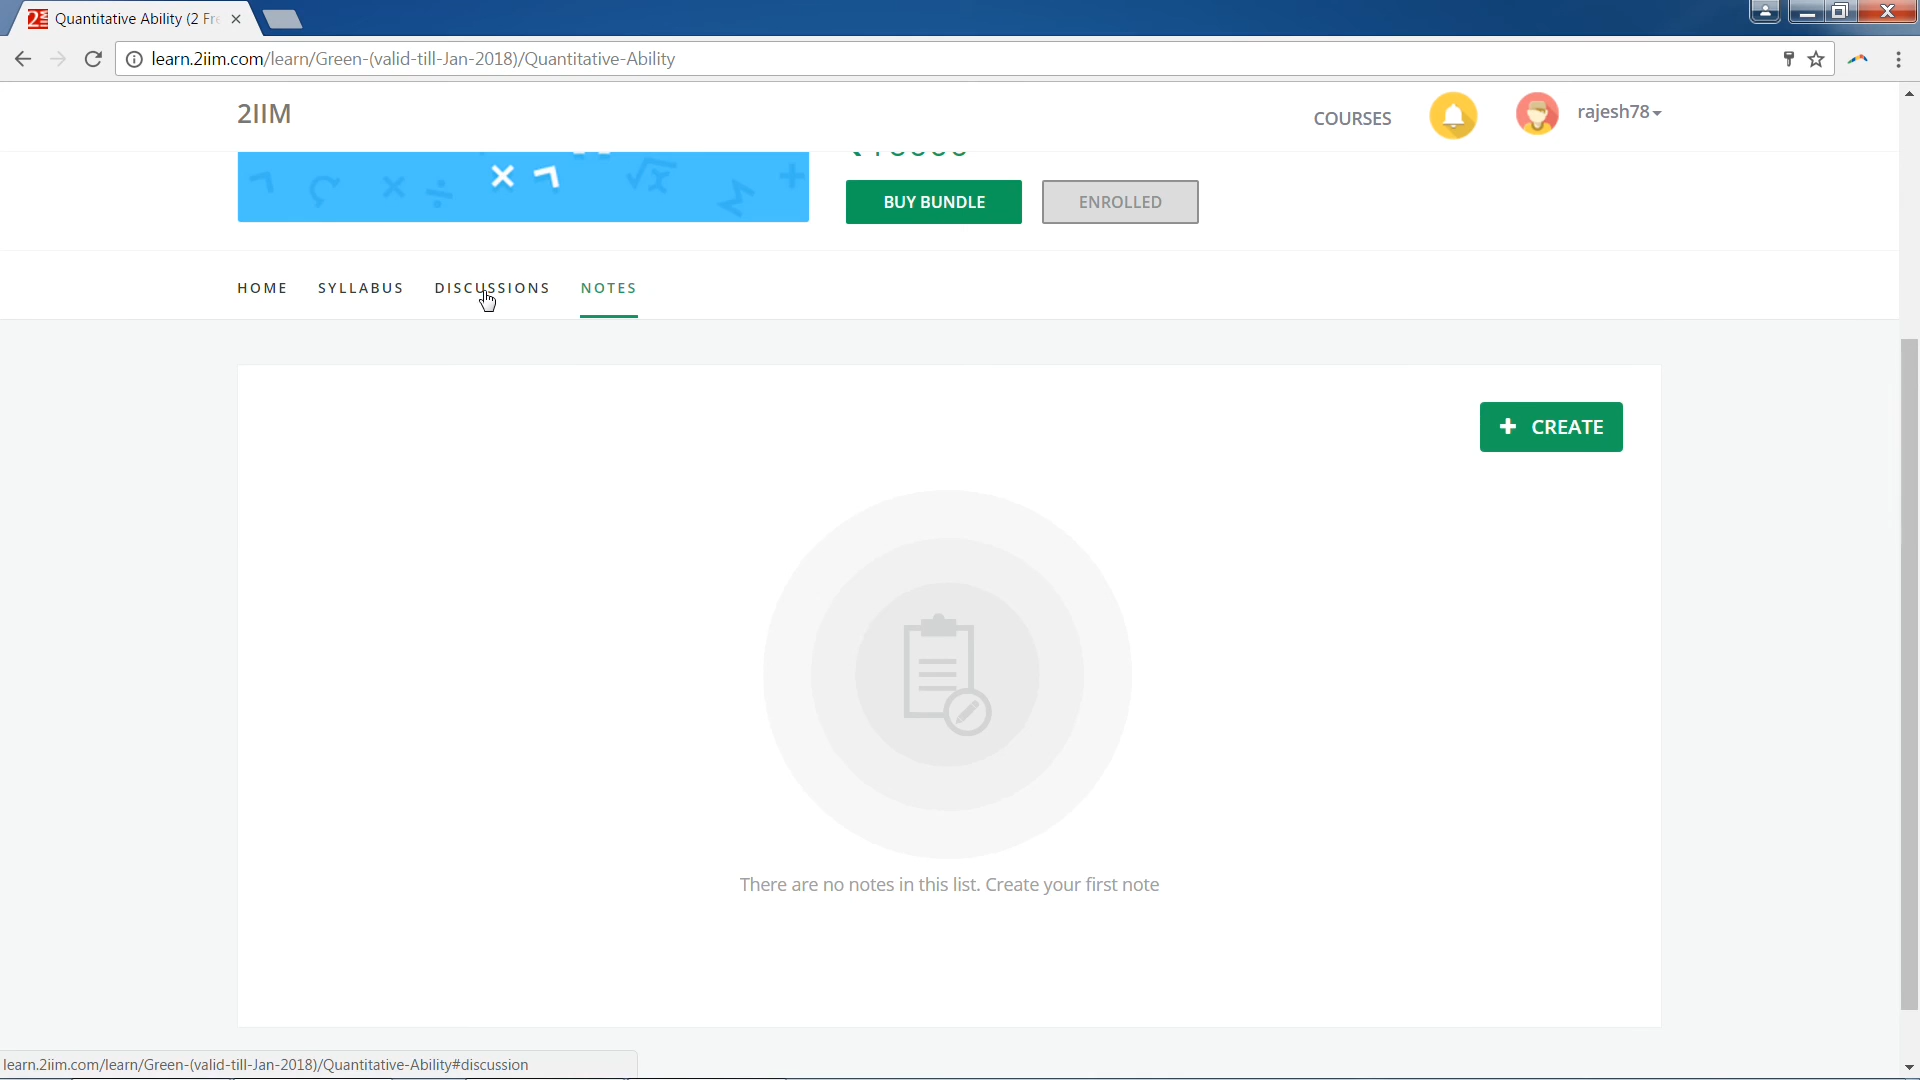 Quantitative Ability (2 Fr
learn.2iim.com/learn/Green-(valid-till-Jan-2018)/Quantitative-Ability
2IIM
COURSES
rajesh78
BUY BUNDLE
ENROLLED
HOME
SYLLABUS
DISCUSSIONS
NOTES
+ CREATE
There are no notes in this list. Create your first note
learn.2iim.com/learn/Green-(valid-till-Jan-2018)/Quantitative-Ability#discussion